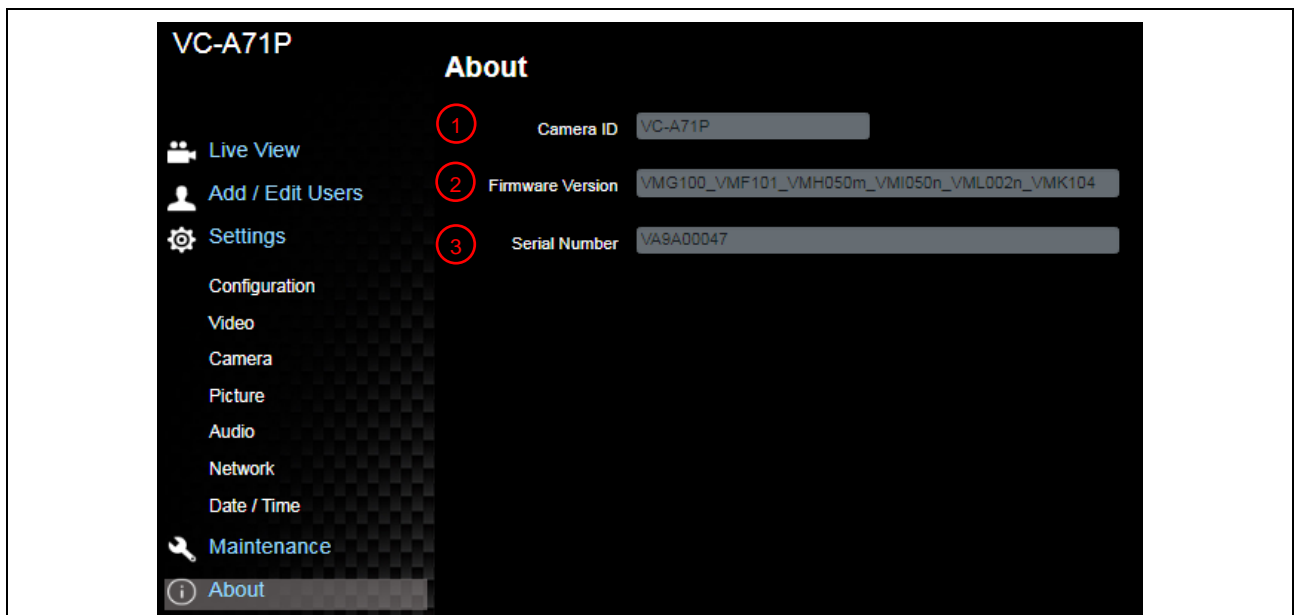 VC-A71P
About
1 Camera ID VC-A71P
2 Firmware Version VMG100_VMF101_VMH050m_VMI050n_VML002n_VMK104
3 Serial Number VA9A00047
Live View
Add / Edit Users
Settings
Configuration
Video
Camera
Picture
Audio
Network
Date / Time
Maintenance
About